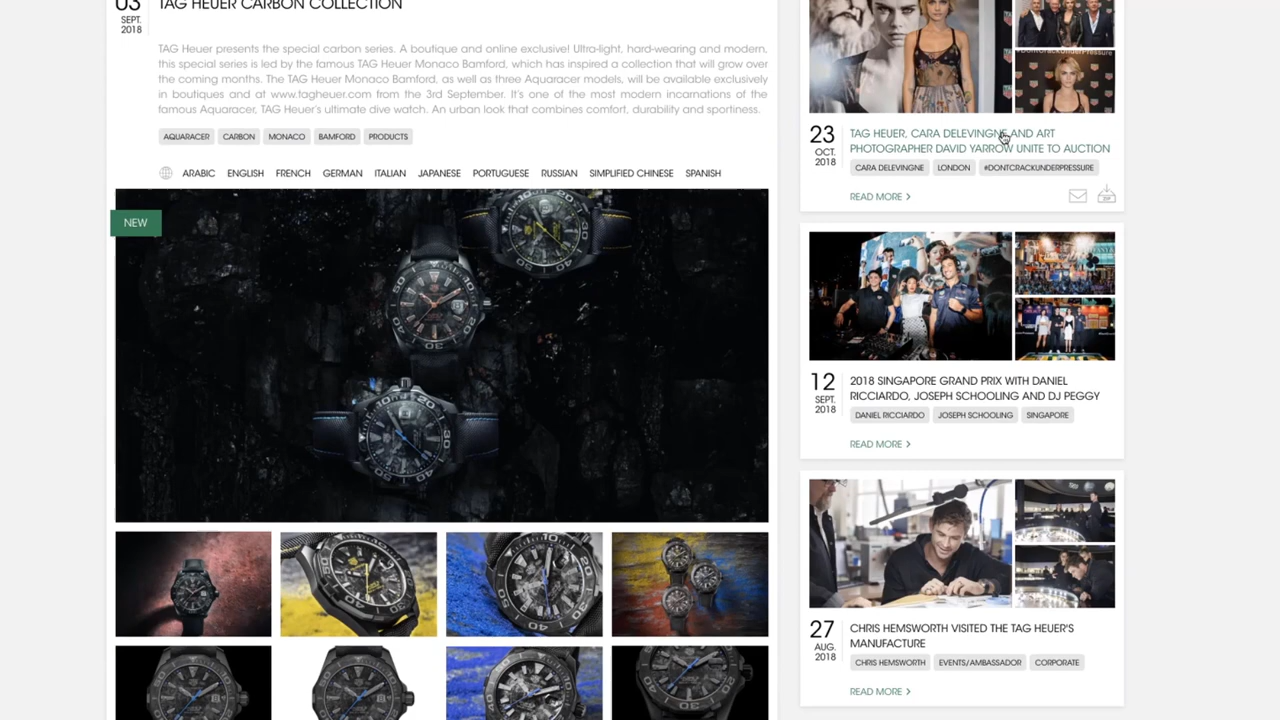 03
SEPT.
2018
TAG HEUER CARBON COLLECTION
TAG Heuer presents the special carbon series. A boutique and online exclusive! Ultra-light, hard-wearing and modern,
this special series is led by the famous TAG Heuer Monaco Bamford, which has inspired a collection that will grow over
the coming months. The TAG Heuer Monaco Bamford, as well as three Aquaracer models, will be available exclusively
in boutiques and at www.tagheuer.com from the 3rd September. It's one of the most modern incarnations of the
famous Aquaracer, TAG Heuer's ultimate dive watch. An urban look that combines comfort, durability and sportiness.
AQUARACER CARBON MONACO BAMFORD PRODUCTS
ARABIC ENGLISH FRENCH GERMAN ITALIAN JAPANESE PORTUGUESE RUSSIAN SIMPLIFIED CHINESE SPANISH
NEW
23
OCT.
2018
TAG HEUER, CARA DELEVINGNE AND ART
PHOTOGRAPHER DAVID YARROW UNITE TO AUCTION
CARA DELEVINGNE LONDON #DONTCRACKUNDERPRESSURE
READ MORE >
12
SEPT.
2018
2018 SINGAPORE GRAND PRIX WITH DANIEL
RICCIARDO, JOSEPH SCHOOLING AND DJ PEGGY
DANIEL RICCIARDO JOSEPH SCHOOLING SINGAPORE
READ MORE >
27
AUG.
2018
CHRIS HEMSWORTH VISITED THE TAG HEUER'S
MANUFACTURE
CHRIS HEMSWORTH EVENTS/AMBASSADOR CORPORATE
READ MORE >